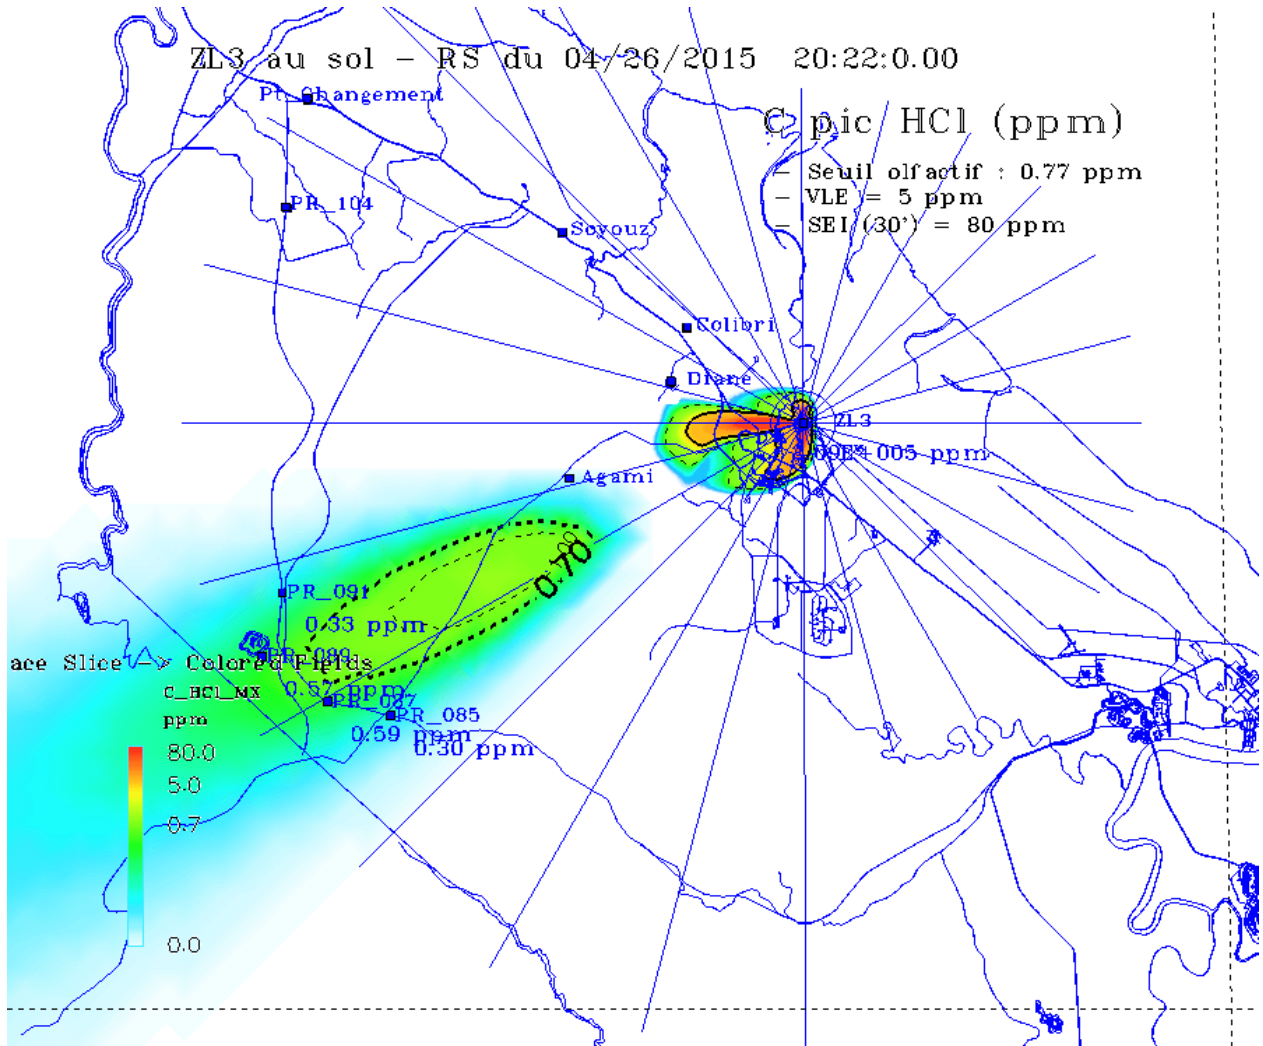 ZL3 au sol - RS du 04/26/2015 20:22:0.00
Pt_Changement
C pic HCl (ppm)
- Seuil olfactif : 0.77 ppm
- VLE = 5 ppm
- SEI (30') = 80 ppm
PR_104
Soyouz
Colibri
Diane
ZL3
09E+005 ppm
Agami
0.70
PR_091
0.33 ppm
PR_089
ace Slice -> Colored Fields
C_HCl_MX
0.57 ppm
PR_087
ppm
PR_085
0.59 ppm
0.30 ppm
80.0
5.0
0.7
0.0